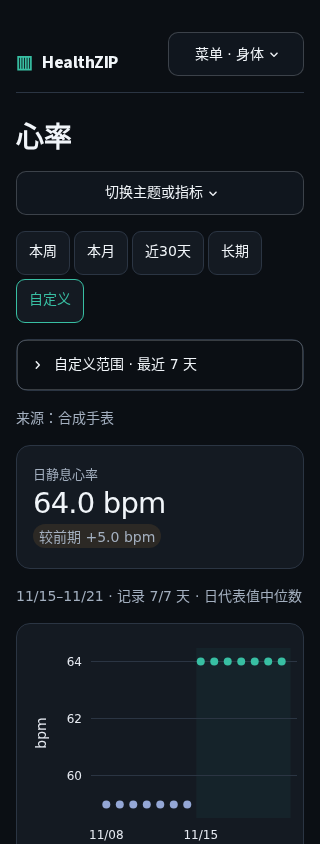 HealthZIP
菜单 · 身体
心率
切换主题或指标
本周
本月
近30天
长期
自定义
自定义范围 · 最近 7 天
来源：合成手表
日静息心率
64.0 bpm
较前期 +5.0 bpm
11/15–11/21 · 记录 7/7 天 · 日代表值中位数
64
62
60
bpm
11/08
11/15